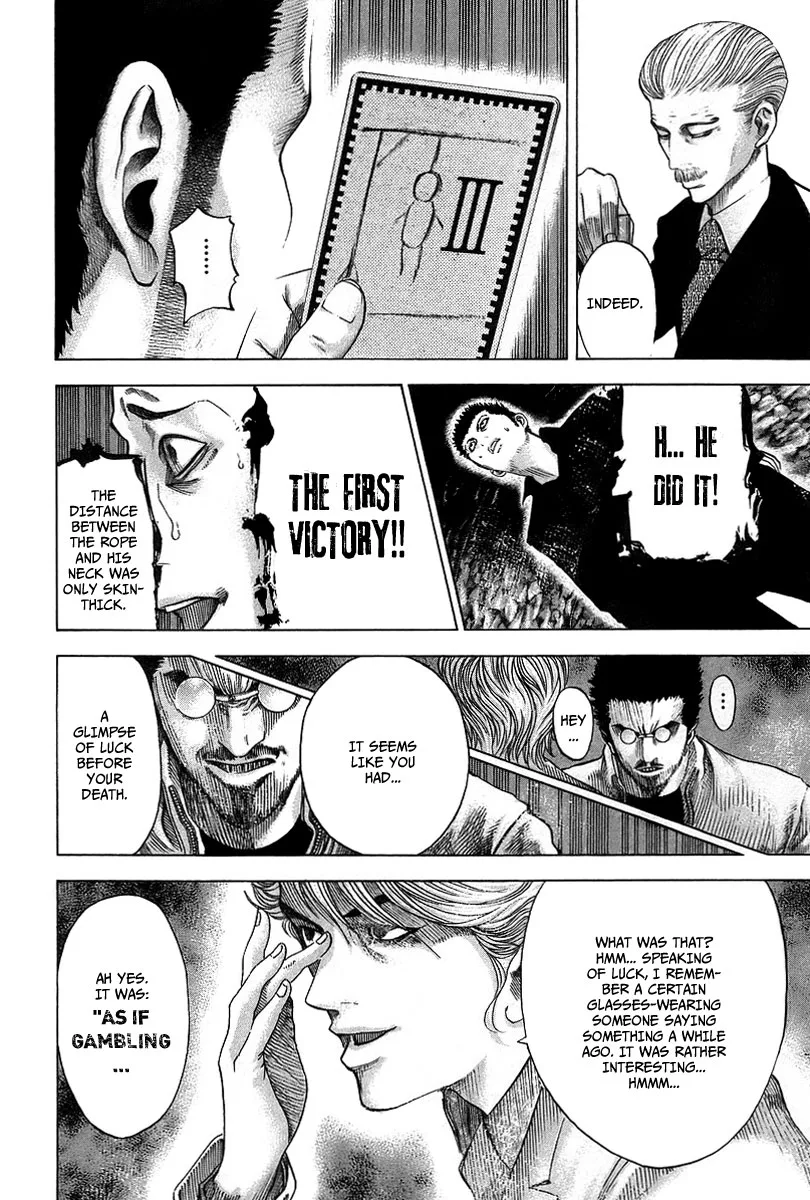 INDEED.
III
...
H... HE
DID IT!
THE FIRST
VICTORY!!
THE
DISTANCE
BETWEEN
THE ROPE
AND HIS
NECK WAS
ONLY SKIN-
THICK.
...
HEY
...
IT SEEMS
LIKE YOU
HAD...
A
GLIMPSE
OF LUCK
BEFORE
YOUR
DEATH.
WHAT WAS THAT?
HMM... SPEAKING
OF LUCK, I REMEM-
BER A CERTAIN
GLASSES-WEARING
SOMEONE SAYING
SOMETHING A WHILE
AGO. IT WAS RATHER
INTERESTING...
HMMM...
AH YES.
IT WAS:
"AS IF
GAMBLING
...